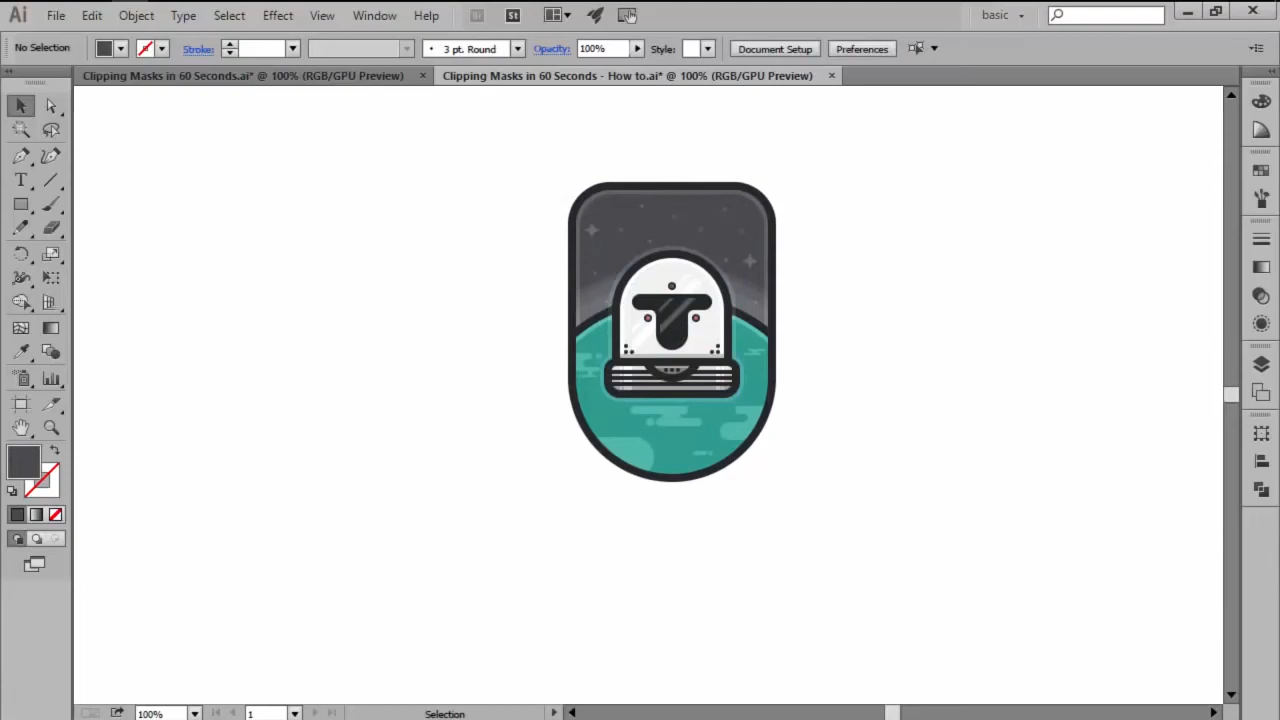 Ai File Edit Object Type Select Effect View Window Help Br St basic
No Selection Stroke: 3 pt. Round Opacity: 100% Style: Document Setup Preferences
Clipping Masks in 60 Seconds.ai* @ 100% (RGB/GPU Preview) × Clipping Masks in 60 Seconds - How to.ai* @ 100% (RGB/GPU Preview) ×
100% 1 Selection